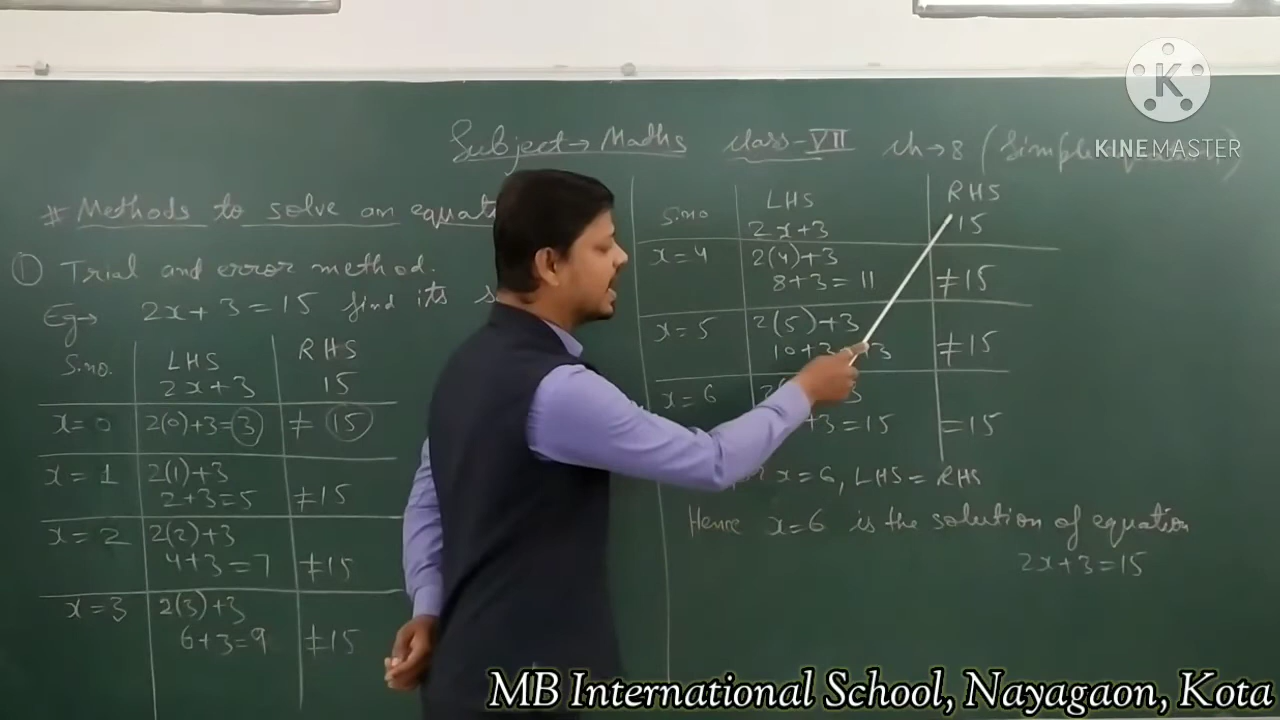 Subject→ Maths class-VII ch→8 (Simple
# Methods to solve an
① Trial and error method.
Eg→ 2x+3=15 find its
S.no. LHS RHS
2x+3 15
x=0 2(0)+3=3 ≠ 15
x=1 2(1)+3
2+3=5 ≠15
x=2 2(2)+3
4+3=7 ≠15
x=3 2(3)+3
6+3=9 ≠15
S.no LHS RHS
2x+3 15
x=4 2(4)+3
8+3=11 ≠15
x=5 2(5)+3
10+3 ≠15
x=6
+3=15 =15
x=6, LHS=RHS
Hence x=6 is the solution of equation
2x+3=15
K
KINEMASTER
MB International School, Nayagaon, Kota